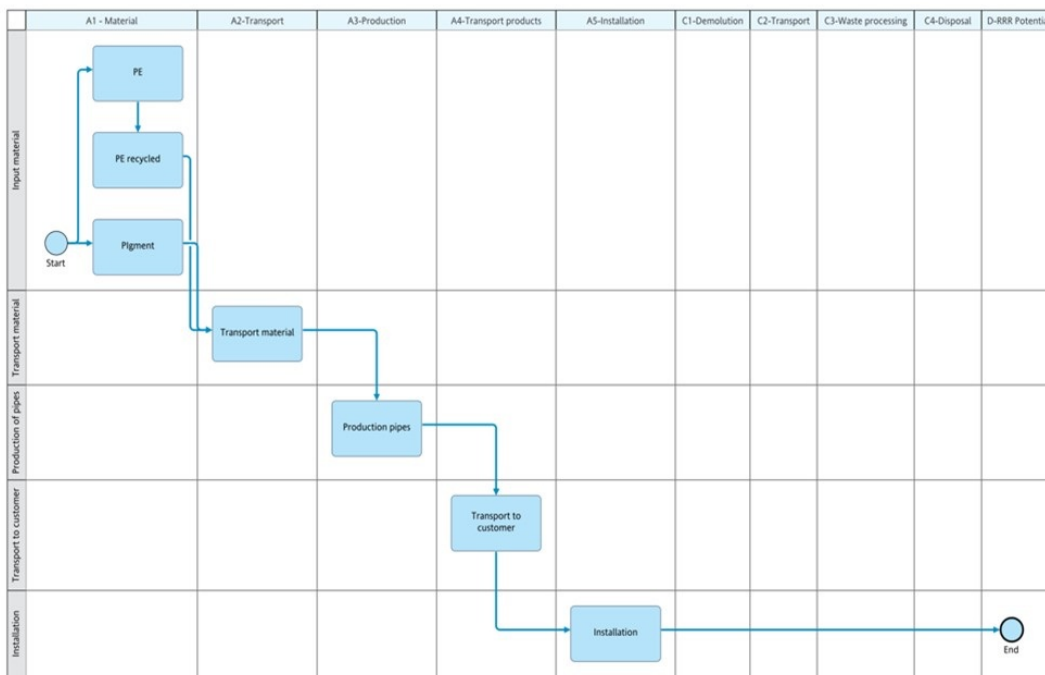 A1 - Material
A2-Transport
A3-Production
A4-Transport products
A5-Installation
C1-Demolution
C2-Transport
C3-Waste processing
C4-Disposal
D-RRR Potentia
Input material
PE
PE recycled
PIgment
Start
Transport material
Transport material
Production of pipes
Production pipes
Transport to customer
Transport to
customer
Installation
Installation
End